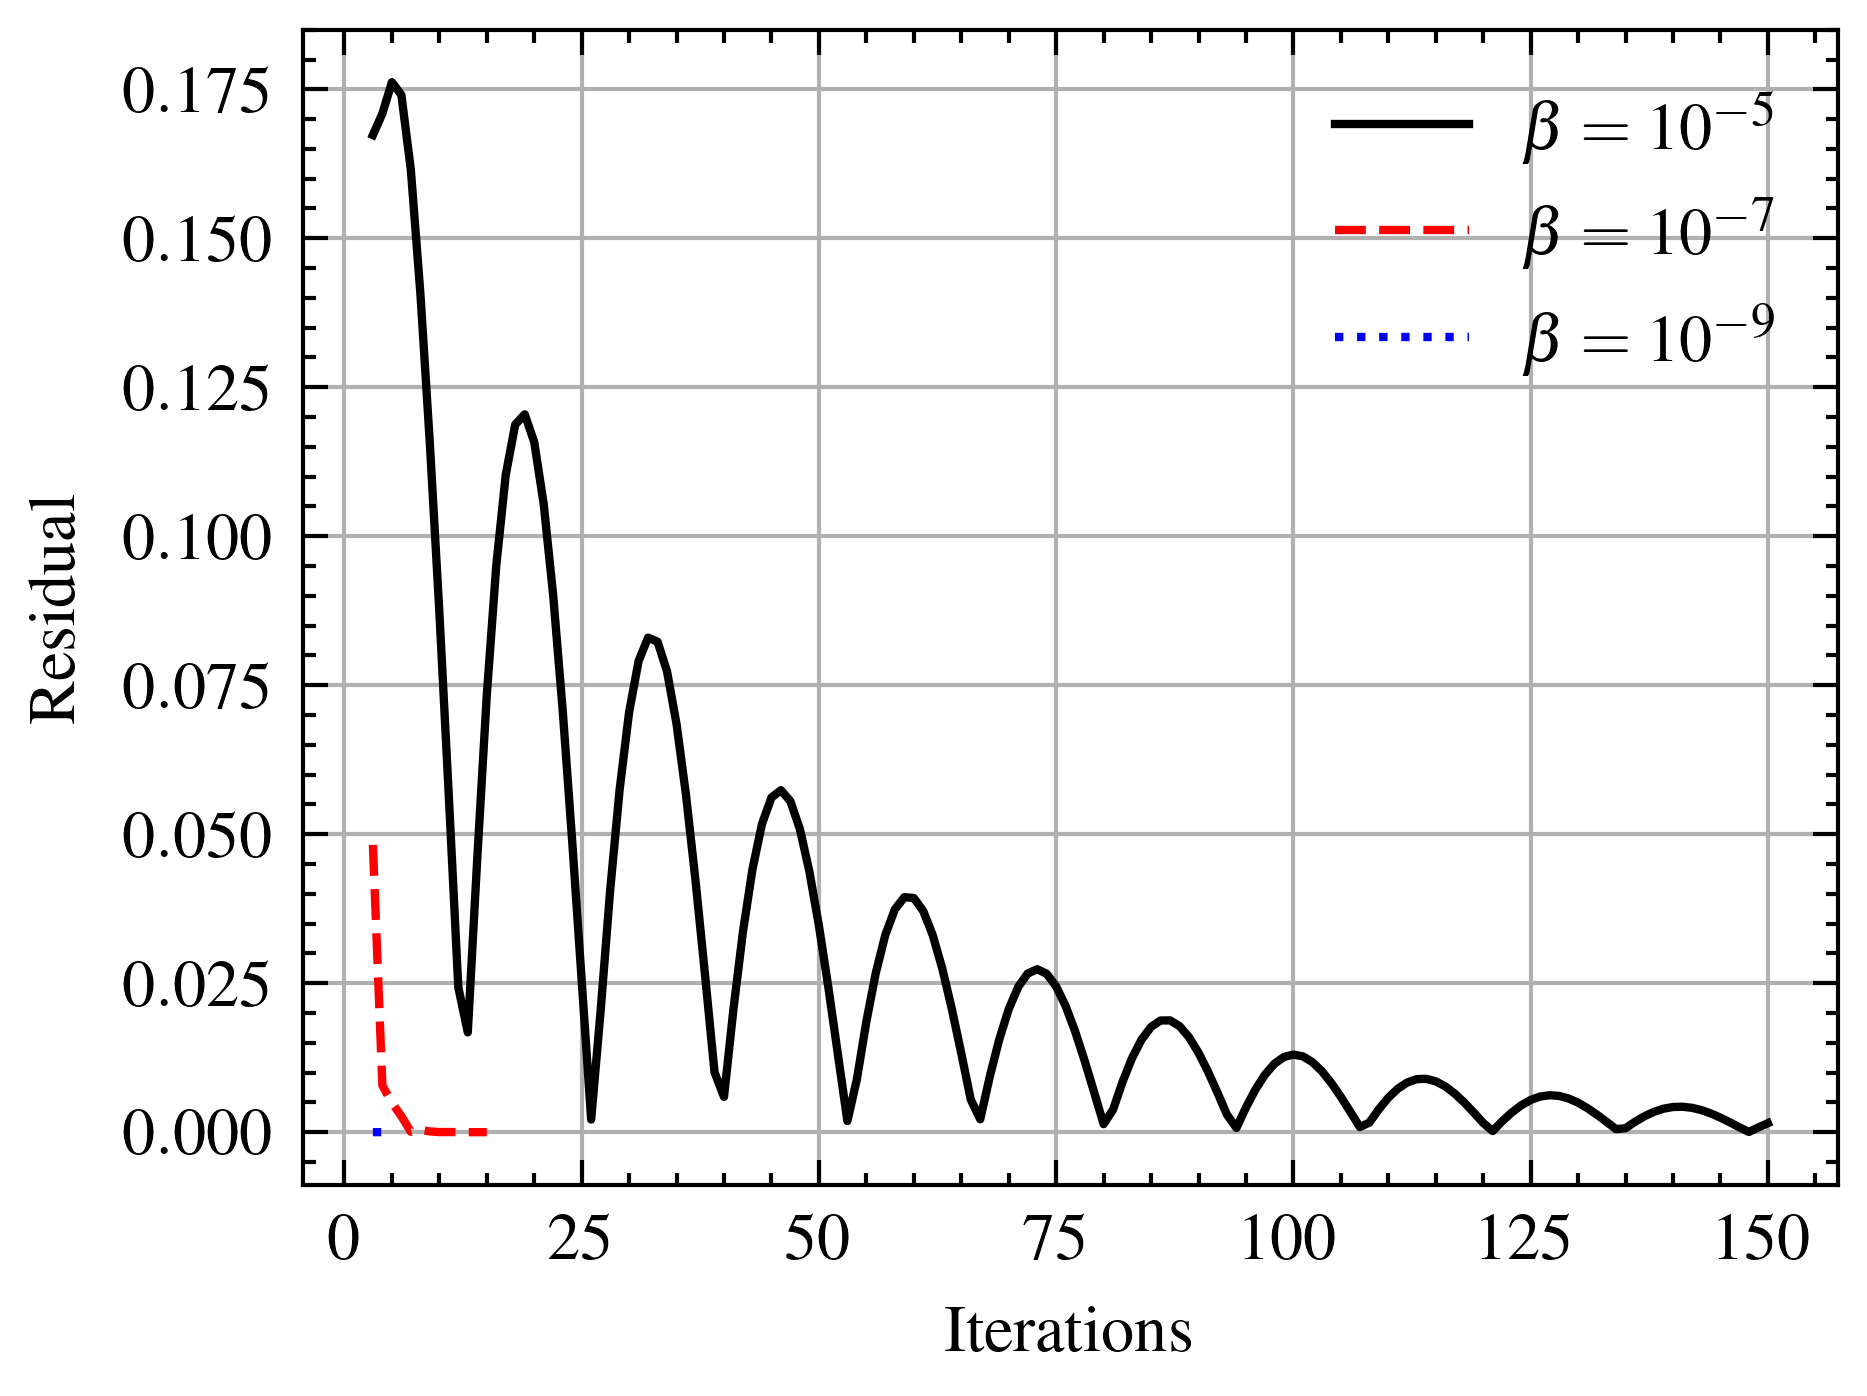 0.175
0.150
0.125
0.100
0.075
0.050
0.025
0.000
Residual
β = 10⁻⁵
β = 10⁻⁷
β = 10⁻⁹
0 25 50 75 100 125 150
Iterations